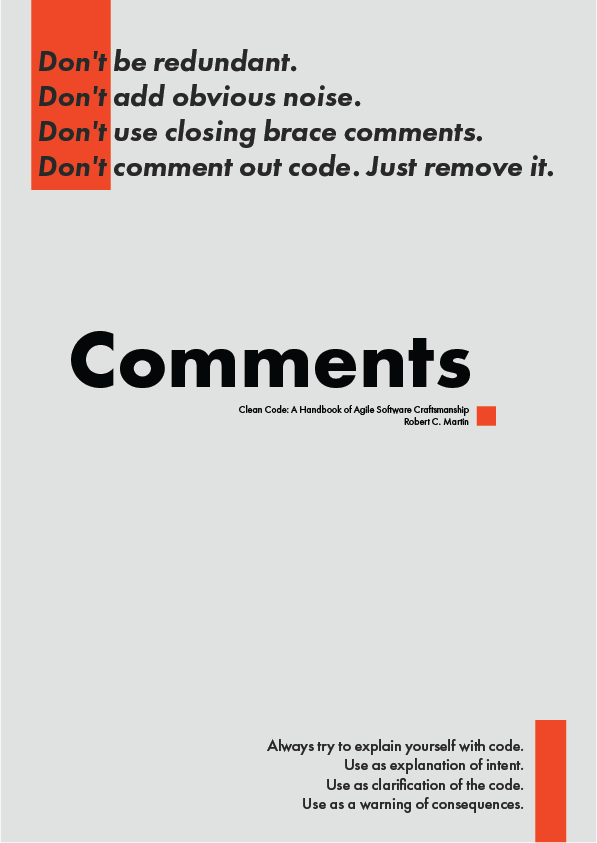 Don't be redundant.
Don't add obvious noise.
Don't use closing brace comments.
Don't comment out code. Just remove it.
Comments
Clean Code: A Handbook of Agile Software Craftsmanship
Robert C. Martin
Always try to explain yourself with code.
Use as explanation of intent.
Use as clarification of the code.
Use as a warning of consequences.